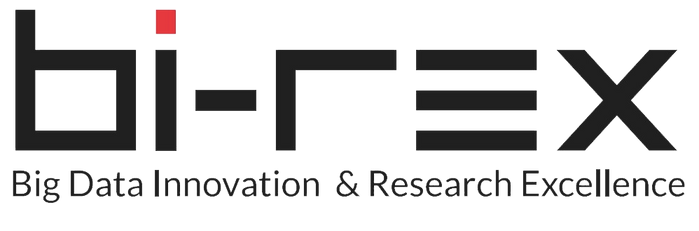 bi-rex
Big Data Innovation & Research Excellence